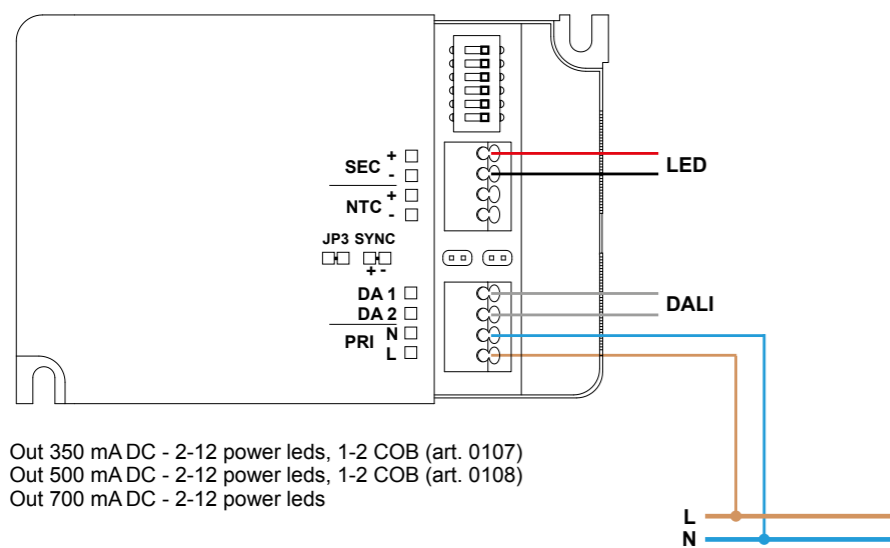 SEC + -
LED
NTC + -
JP3 SYNC
+ -
DA 1
DA 2
DALI
PRI N
L
Out 350 mA DC - 2-12 power leds, 1-2 COB (art. 0107)
Out 500 mA DC - 2-12 power leds, 1-2 COB (art. 0108)
Out 700 mA DC - 2-12 power leds
L
N